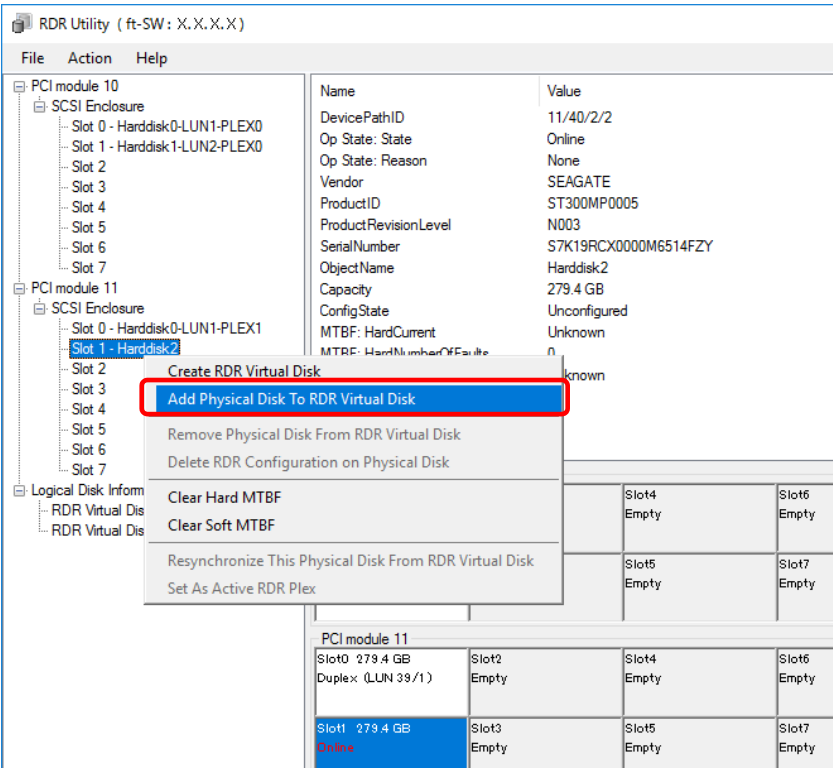 RDR Utility ( ft-SW : X.X.X.X )
File Action Help
PCI module 10
SCSI Enclosure
Slot 0 - Harddisk0-LUN1-PLEX0
Slot 1 - Harddisk1-LUN2-PLEX0
Slot 2
Slot 3
Slot 4
Slot 5
Slot 6
Slot 7
PCI module 11
SCSI Enclosure
Slot 0 - Harddisk0-LUN1-PLEX1
Slot 1 - Harddisk2
Slot 2
Slot 3
Slot 4
Slot 5
Slot 6
Slot 7
Logical Disk Inform
RDR Virtual Dis
RDR Virtual Dis
Name Value
DevicePathID 11/40/2/2
Op State: State Online
Op State: Reason None
Vendor SEAGATE
ProductID ST300MP0005
ProductRevisionLevel N003
SerialNumber S7K19RCX0000M6514FZY
ObjectName Harddisk2
Capacity 279.4 GB
ConfigState Unconfigured
MTBF: HardCurrent Unknown
MTBF: HardNumberOfFaults 0
known
Create RDR Virtual Disk
Add Physical Disk To RDR Virtual Disk
Remove Physical Disk From RDR Virtual Disk
Delete RDR Configuration on Physical Disk
Clear Hard MTBF
Clear Soft MTBF
Resynchronize This Physical Disk From RDR Virtual Disk
Set As Active RDR Plex
Slot4 Slot6
Empty Empty
Slot5 Slot7
Empty Empty
PCI module 11
Slot0 279.4 GB Slot2 Slot4 Slot6
Duplex (LUN 39/1) Empty Empty Empty
Slot1 279.4 GB Slot3 Slot5 Slot7
Online Empty Empty Empty